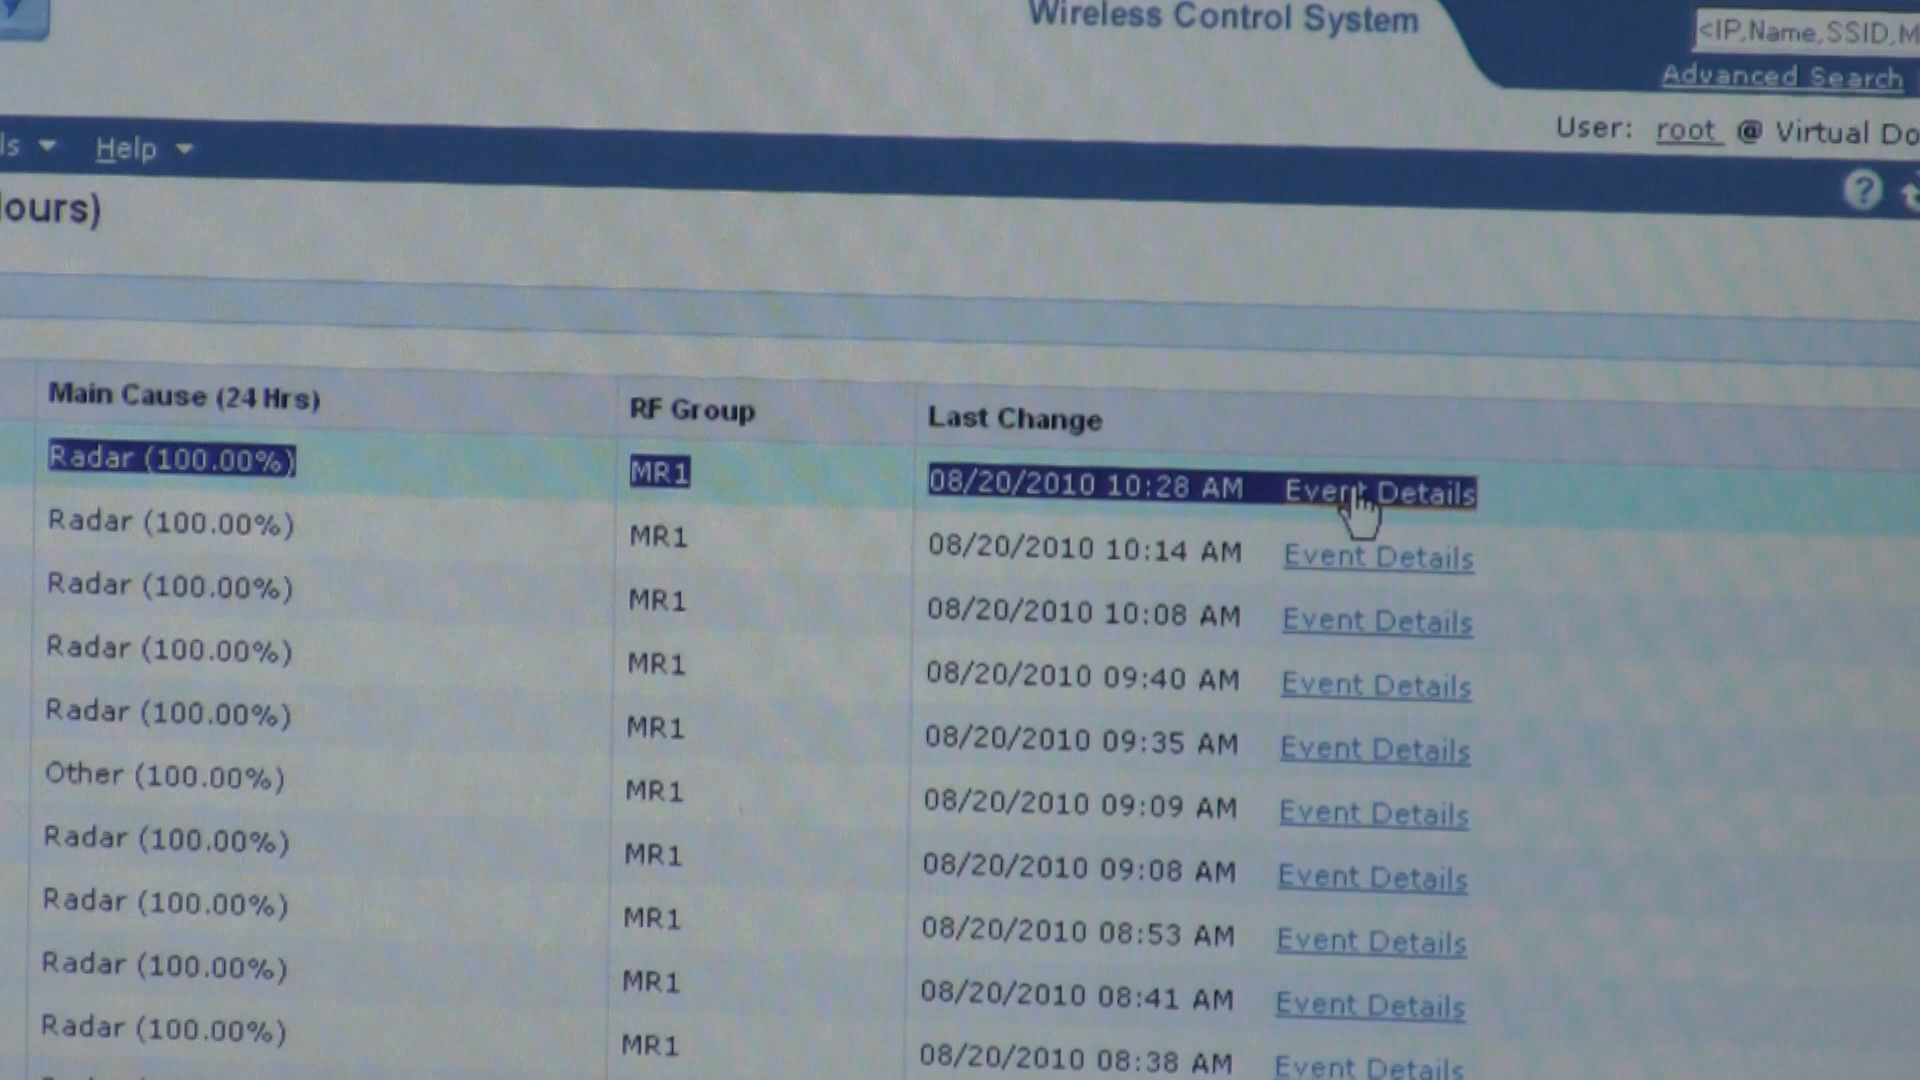 Wireless Control System
<IP,Name,SSID,M
Advanced Search
User: root @ Virtual Do
ls Help
lours)
Main Cause (24 Hrs) RF Group Last Change
Radar (100.00%) MR1 08/20/2010 10:28 AM Event Details
Radar (100.00%) MR1 08/20/2010 10:14 AM Event Details
Radar (100.00%) MR1 08/20/2010 10:08 AM Event Details
Radar (100.00%) MR1 08/20/2010 09:40 AM Event Details
Radar (100.00%) MR1 08/20/2010 09:35 AM Event Details
Other (100.00%) MR1 08/20/2010 09:09 AM Event Details
Radar (100.00%) MR1 08/20/2010 09:08 AM Event Details
Radar (100.00%) MR1 08/20/2010 08:53 AM Event Details
Radar (100.00%) MR1 08/20/2010 08:41 AM Event Details
Radar (100.00%) MR1 08/20/2010 08:38 AM Event Details